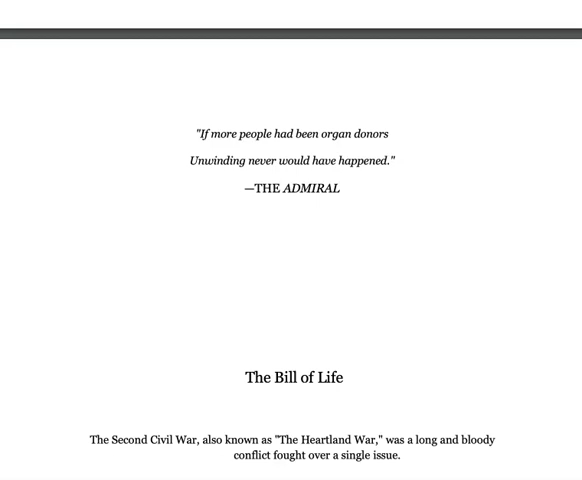 "If more people had been organ donors
Unwinding never would have happened."
—THE ADMIRAL
The Bill of Life
The Second Civil War, also known as "The Heartland War," was a long and bloody
conflict fought over a single issue.